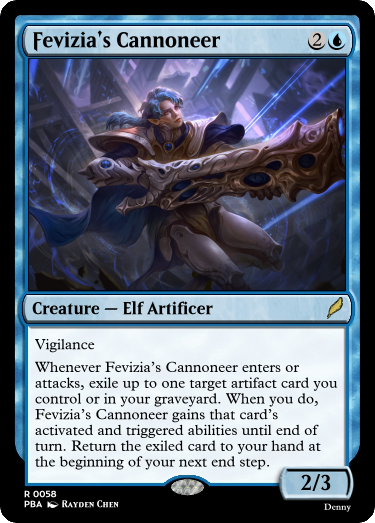 Fevizia's Cannoneer 2
Creature — Elf Artificer
Vigilance
Whenever Fevizia's Cannoneer enters or
attacks, exile up to one target artifact card you
control or in your graveyard. When you do,
Fevizia's Cannoneer gains that card's
activated and triggered abilities until end of
turn. Return the exiled card to your hand at
the beginning of your next end step.
2/3
R 0058
PBA Rayden Chen
Denny